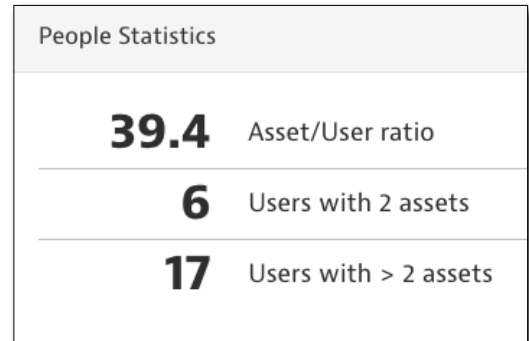 People Statistics
39.4 Asset/User ratio
6 Users with 2 assets
17 Users with > 2 assets